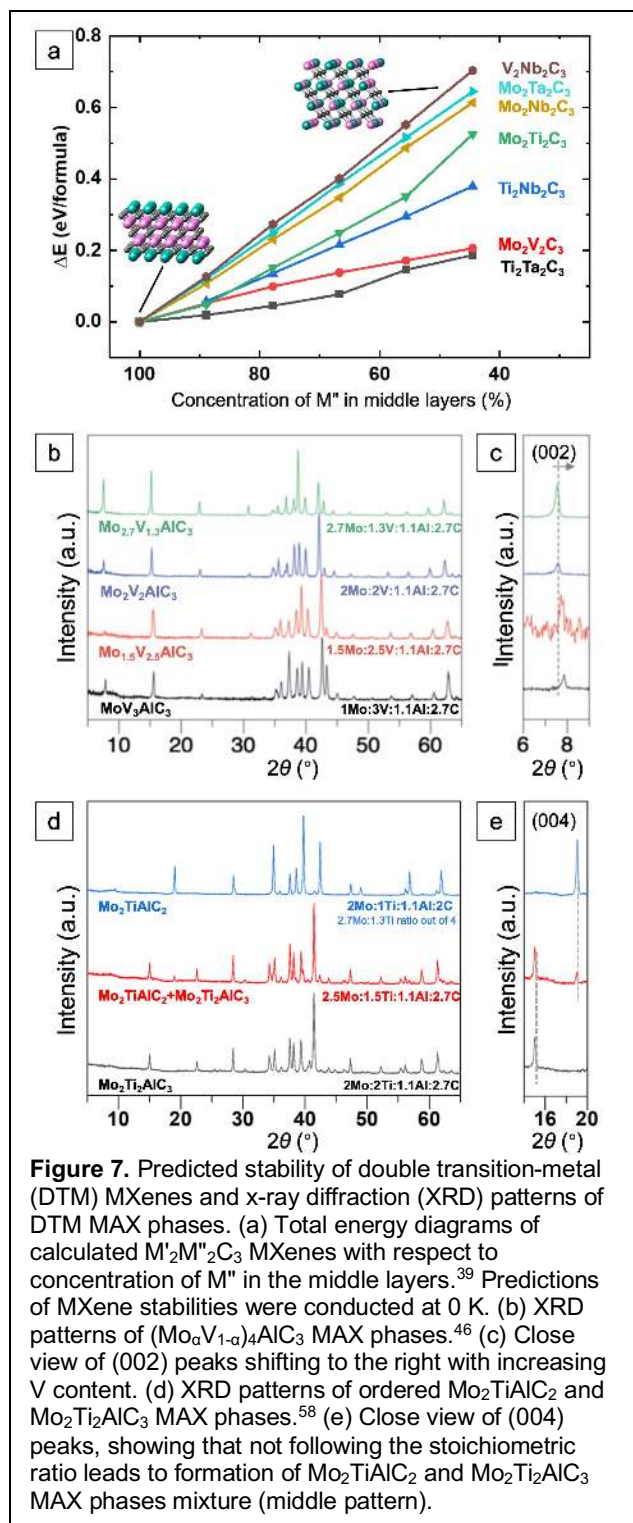 a
ΔE (eV/formula)
0.8
0.6
0.4
0.2
0.0
100
80
60
40
Concentration of M" in middle layers (%)
V₂Nb₂C₃
Mo₂Ta₂C₃
Mo₂Nb₂C₃
Mo₂Ti₂C₃
Ti₂Nb₂C₃
Mo₂V₂C₃
Ti₂Ta₂C₃
b
Intensity (a.u.)
Mo₂.₇V₁.₃AlC₃ 2.7Mo:1.3V:1.1Al:2.7C
Mo₂V₂AlC₃ 2Mo:2V:1.1Al:2.7C
Mo₁.₅V₂.₅AlC₃ 1.5Mo:2.5V:1.1Al:2.7C
MoV₃AlC₃ 1Mo:3V:1.1Al:2.7C
10 20 30 40 50 60
2θ (°)
c
(002)
IIntensity (a.u.)
6 7 8
2θ (°)
d
Intensity (a.u.)
Mo₂TiAlC₂ 2Mo:1Ti:1.1Al:2C
2.7Mo:1.3Ti ratio out of 4
Mo₂TiAlC₂+Mo₂Ti₂AlC₃ 2.5Mo:1.5Ti:1.1Al:2.7C
Mo₂Ti₂AlC₃ 2Mo:2Ti:1.1Al:2.7C
10 20 30 40 50 60
2θ (°)
e
(004)
Intensity (a.u.)
16 20
2θ (°)
Figure 7. Predicted stability of double transition-metal
(DTM) MXenes and x-ray diffraction (XRD) patterns of
DTM MAX phases. (a) Total energy diagrams of
calculated M'₂M"₂C₃ MXenes with respect to
concentration of M" in the middle layers.³⁹ Predictions
of MXene stabilities were conducted at 0 K. (b) XRD
patterns of (MoαV₁₋α)₄AlC₃ MAX phases.⁴⁶ (c) Close
view of (002) peaks shifting to the right with increasing
V content. (d) XRD patterns of ordered Mo₂TiAlC₂ and
Mo₂Ti₂AlC₃ MAX phases.⁵⁸ (e) Close view of (004)
peaks, showing that not following the stoichiometric
ratio leads to formation of Mo₂TiAlC₂ and Mo₂Ti₂AlC₃
MAX phases mixture (middle pattern).